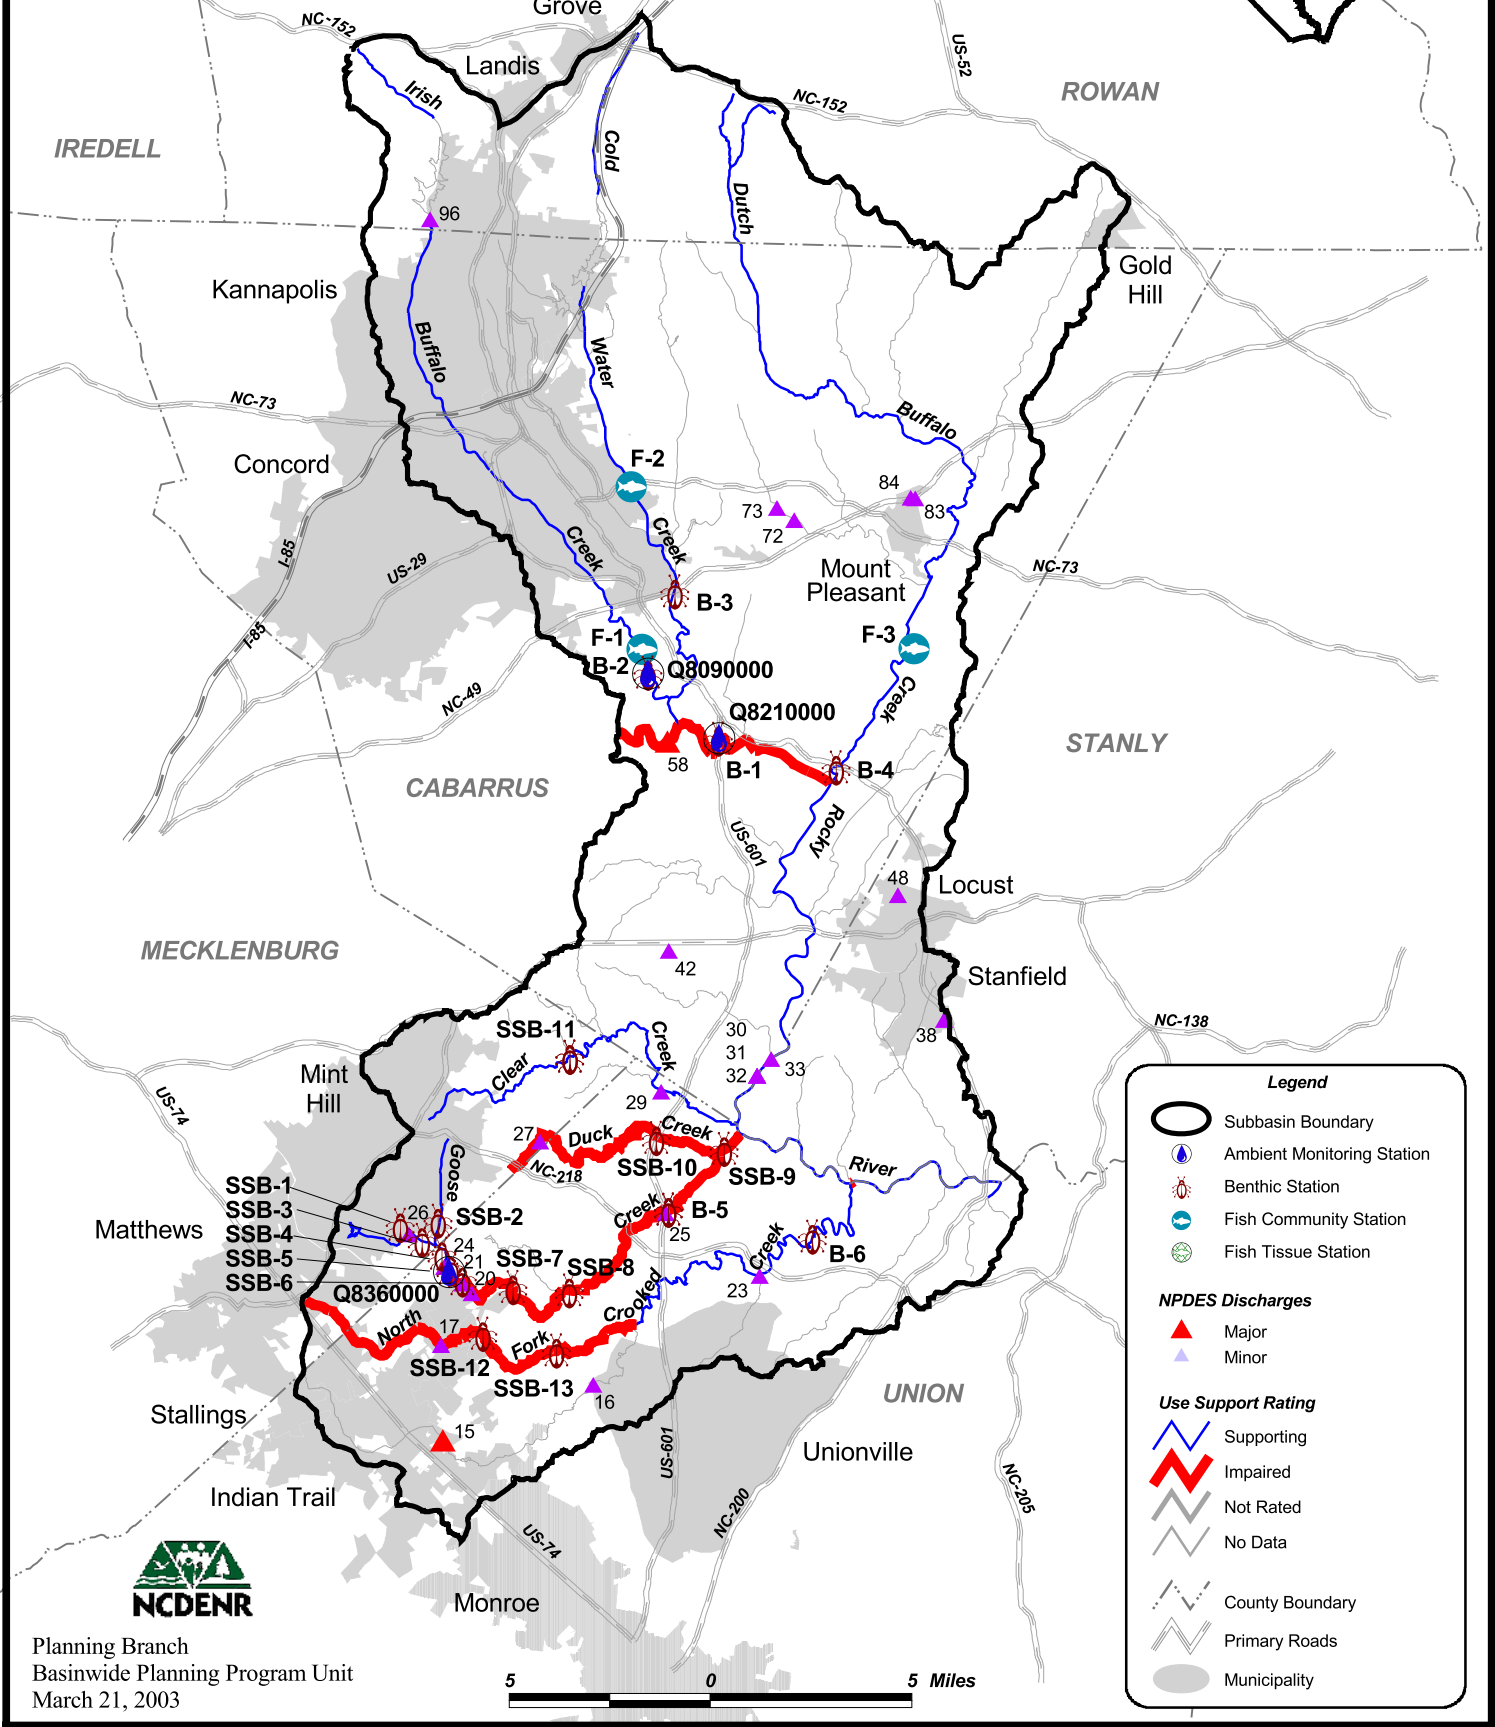 Grove
NC-152
Landis
US-52
ROWAN
Irish
NC-152
IREDELL
Cold
Dutch
96
Gold
Hill
Kannapolis
Buffalo
Water
NC-73
Buffalo
Concord
F-2
84
83
73
72
Creek
Creek
I-85
US-29
Mount
Pleasant
NC-73
B-3
I-85
F-1
F-3
B-2
Q8090000
NC-49
Creek
Q8210000
STANLY
58
B-1
B-4
CABARRUS
Rocky
US-601
48
Locust
MECKLENBURG
42
Stanfield
SSB-11
Creek
30
31
32
33
38
NC-138
Clear
Mint
Hill
29
US-74
27
Duck
Creek
SSB-10
NC-218
SSB-9
River
Goose
SSB-1
SSB-3
SSB-4
SSB-5
SSB-6
Matthews
26
SSB-2
24
21
20
Q8360000
SSB-7
SSB-8
Creek
B-5
25
Creek
B-6
23
Crooked
North
17
Fork
SSB-12
SSB-13
16
UNION
Stallings
15
US-601
Unionville
Indian Trail
NC-200
NC-205
US-74
Monroe
Legend
Subbasin Boundary
Ambient Monitoring Station
Benthic Station
Fish Community Station
Fish Tissue Station
NPDES Discharges
Major
Minor
Use Support Rating
Supporting
Impaired
Not Rated
No Data
County Boundary
Primary Roads
Municipality
NCDENR
Planning Branch
Basinwide Planning Program Unit
March 21, 2003
5 0 5 Miles